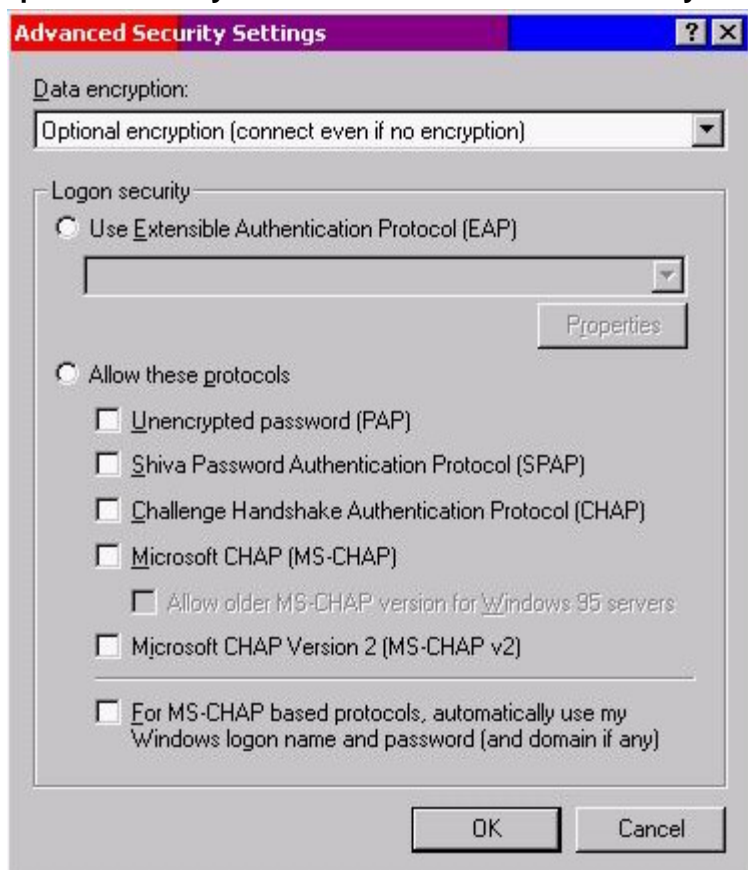 Advanced Security Settings
Data encryption:
Optional encryption (connect even if no encryption)
Logon security
Use Extensible Authentication Protocol (EAP)
Properties
Allow these protocols
Unencrypted password (PAP)
Shiva Password Authentication Protocol (SPAP)
Challenge Handshake Authentication Protocol (CHAP)
Microsoft CHAP (MS-CHAP)
Allow older MS-CHAP version for Windows 95 servers
Microsoft CHAP Version 2 (MS-CHAP v2)
For MS-CHAP based protocols, automatically use my
Windows logon name and password (and domain if any)
OK Cancel